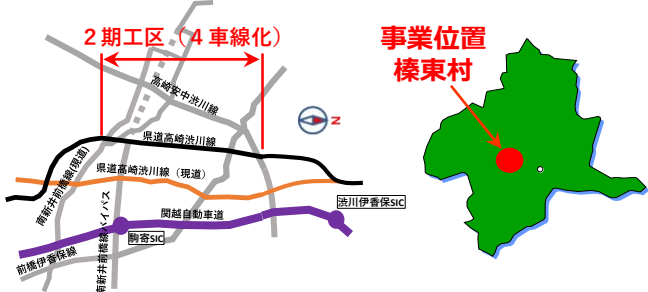 2期工区（4車線化）
事業位置
榛東村
高崎安中渋川線
N
県道高崎渋川線
南新井前橋線(現道)
県道高崎渋川線（現道）
渋川伊香保SIC
関越自動車道
南新井前橋線バイパス
駒寄SIC
前橋伊香保線